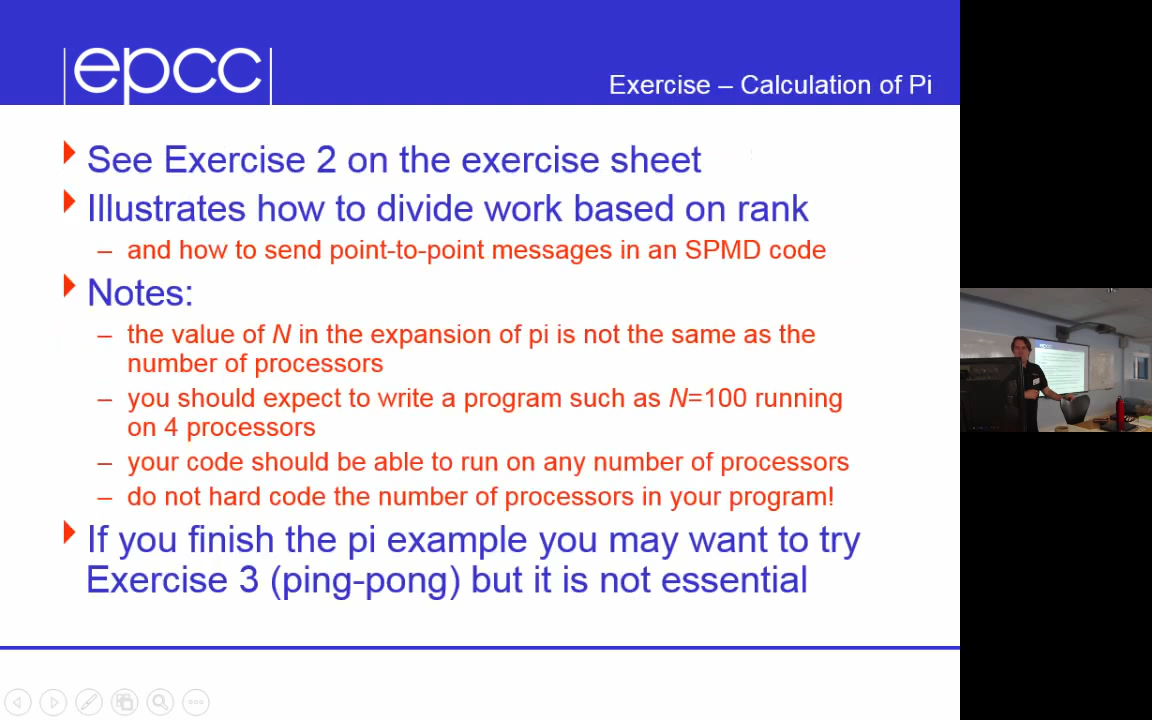 epcc
Exercise – Calculation of Pi
See Exercise 2 on the exercise sheet
Illustrates how to divide work based on rank
– and how to send point-to-point messages in an SPMD code
Notes:
– the value of N in the expansion of pi is not the same as the
number of processors
– you should expect to write a program such as N=100 running
on 4 processors
– your code should be able to run on any number of processors
– do not hard code the number of processors in your program!
If you finish the pi example you may want to try
Exercise 3 (ping-pong) but it is not essential